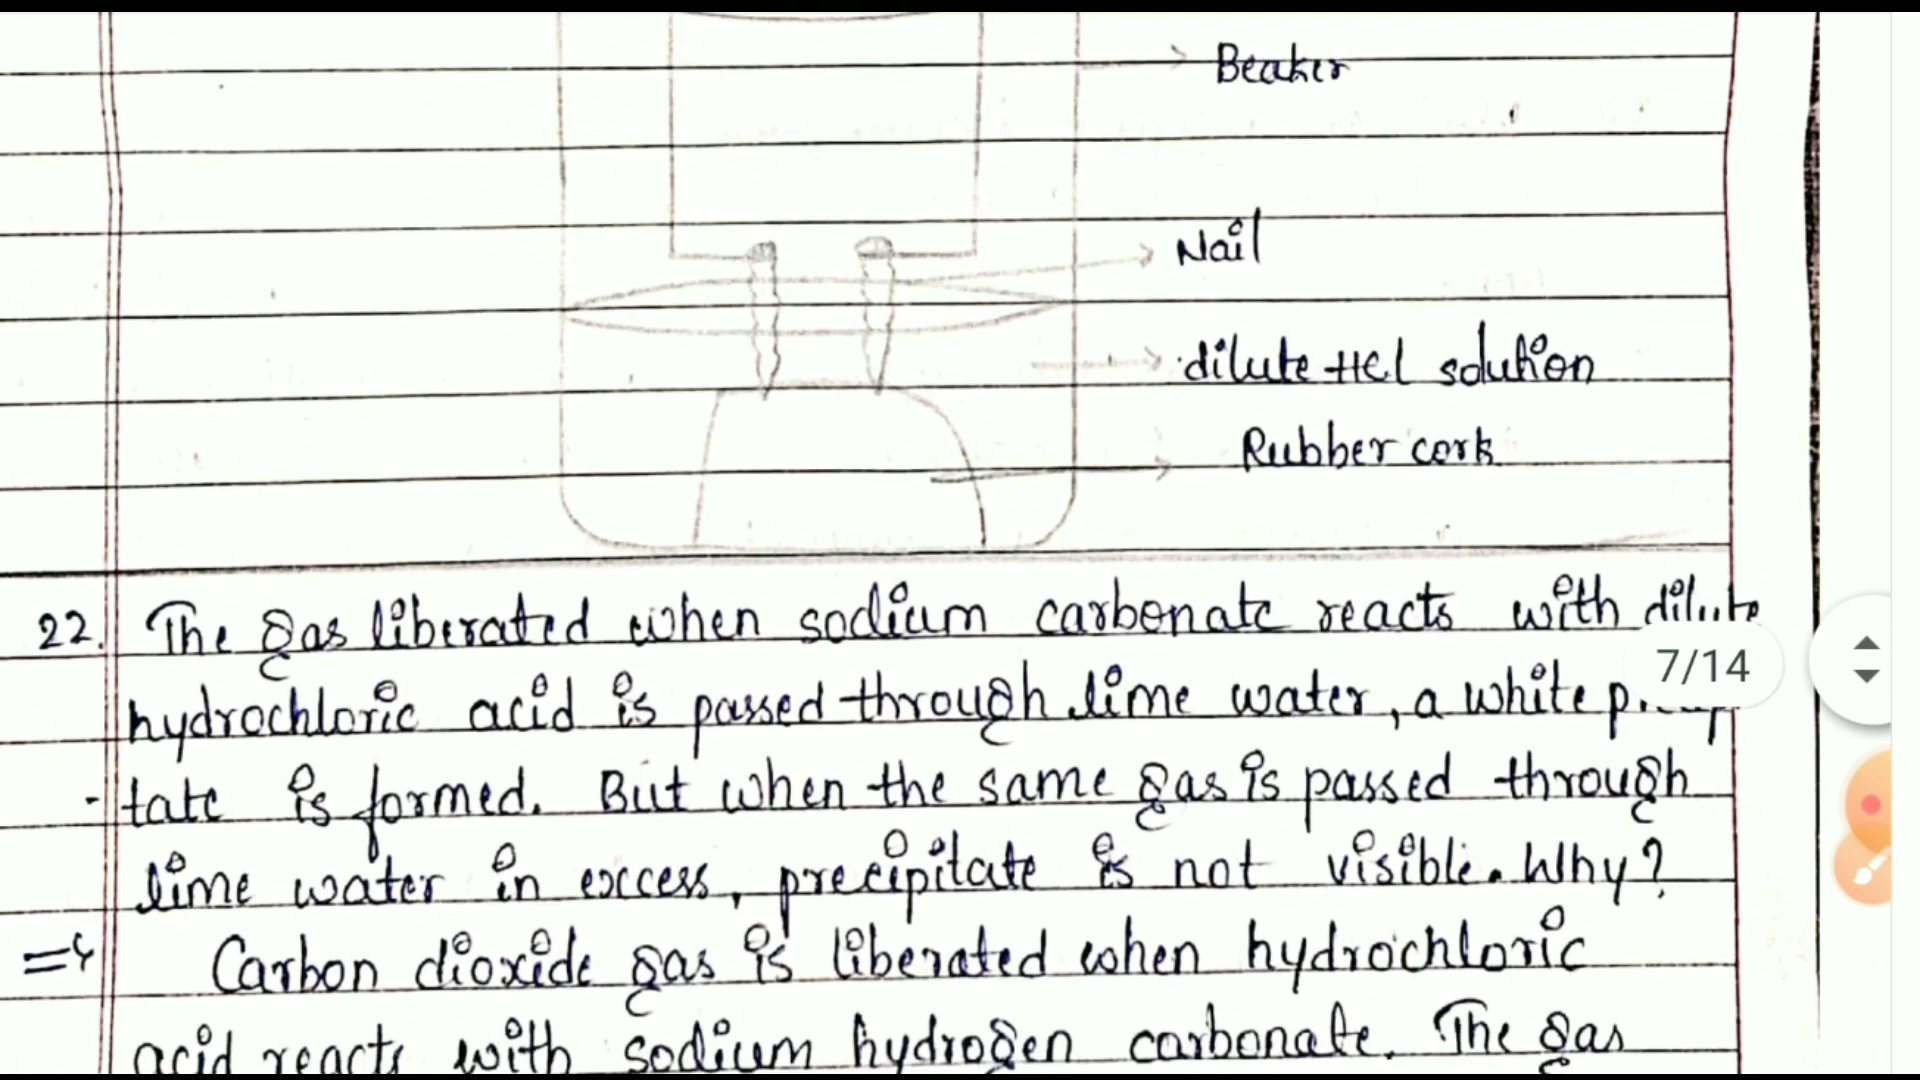 Beaker
Nail
dilute HCl solution
Rubber cork
22. The gas liberated when sodium carbonate reacts with dilute
7/14
hydrochloric acid is passed through lime water, a white
- tate is formed. But when the same gas is passed through
lime water in excess, precipitate is not visible. Why?
=> Carbon dioxide gas is liberated when hydrochloric
acid reacts with sodium hydrogen carbonate. The gas